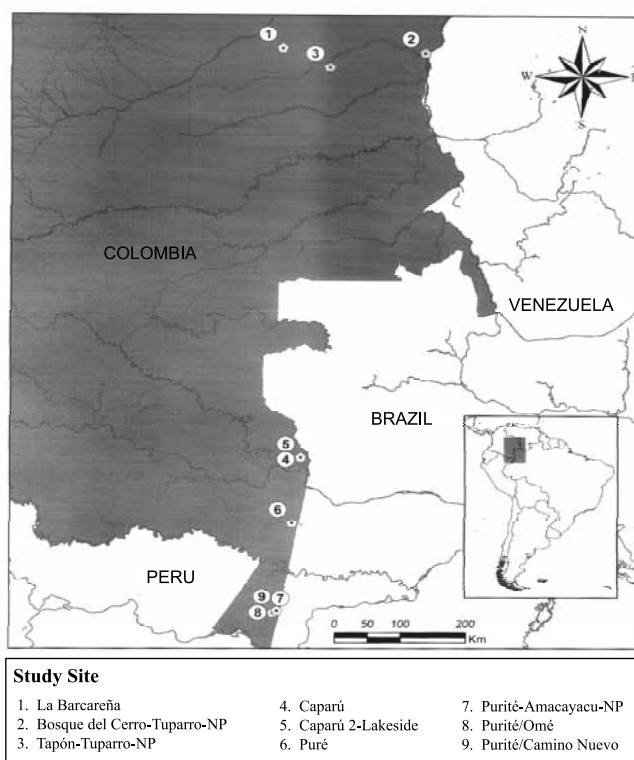 1
2
3
N
W
E
S
COLOMBIA
VENEZUELA
BRAZIL
5
4
6
PERU
9 7
8
0 50 100 200
Km
Study Site
1. La Barcareña
2. Bosque del Cerro-Tuparro-NP
3. Tapón-Tuparro-NP
4. Caparú
5. Caparú 2-Lakeside
6. Puré
7. Purité-Amacayacu-NP
8. Purité/Omé
9. Purité/Camino Nuevo